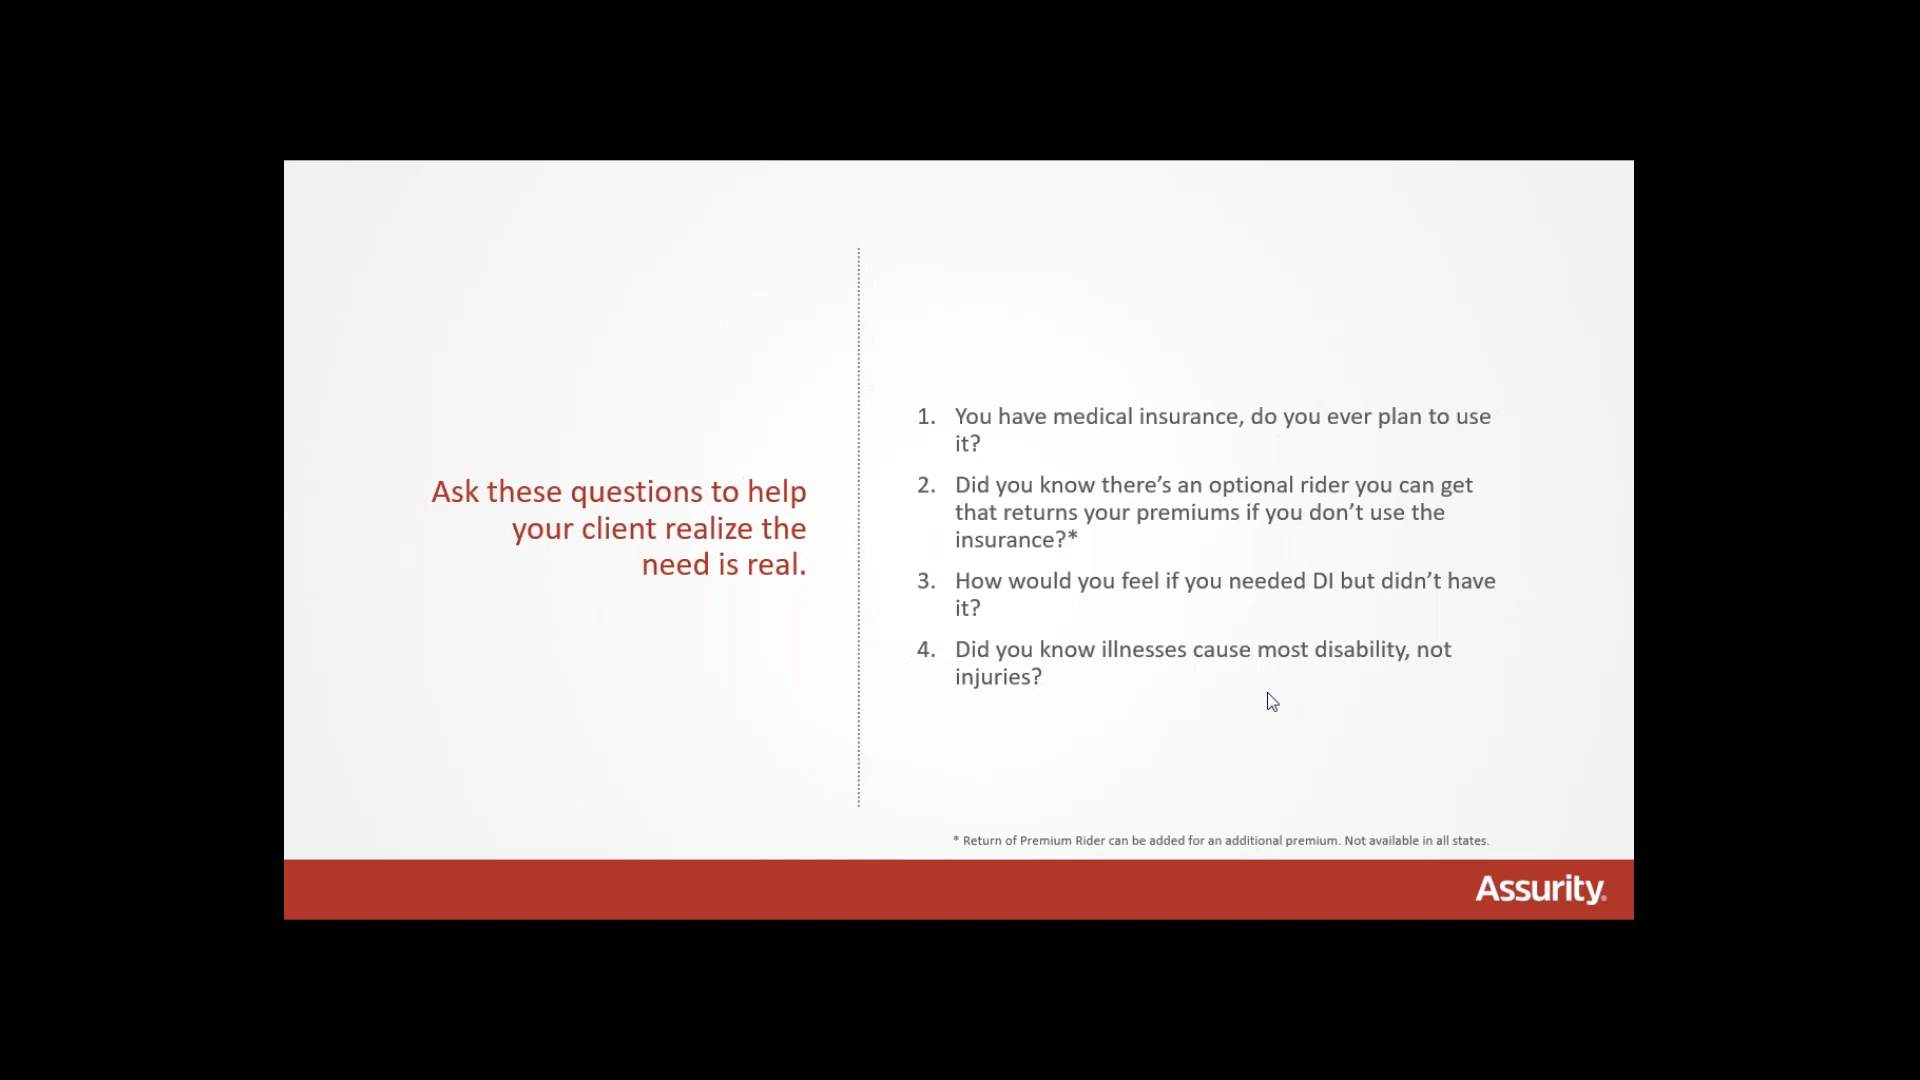 Ask these questions to help
your client realize the
need is real.
1. You have medical insurance, do you ever plan to use
it?
2. Did you know there’s an optional rider you can get
that returns your premiums if you don’t use the
insurance?*
3. How would you feel if you needed DI but didn’t have
it?
4. Did you know illnesses cause most disability, not
injuries?
* Return of Premium Rider can be added for an additional premium. Not available in all states.
Assurity®